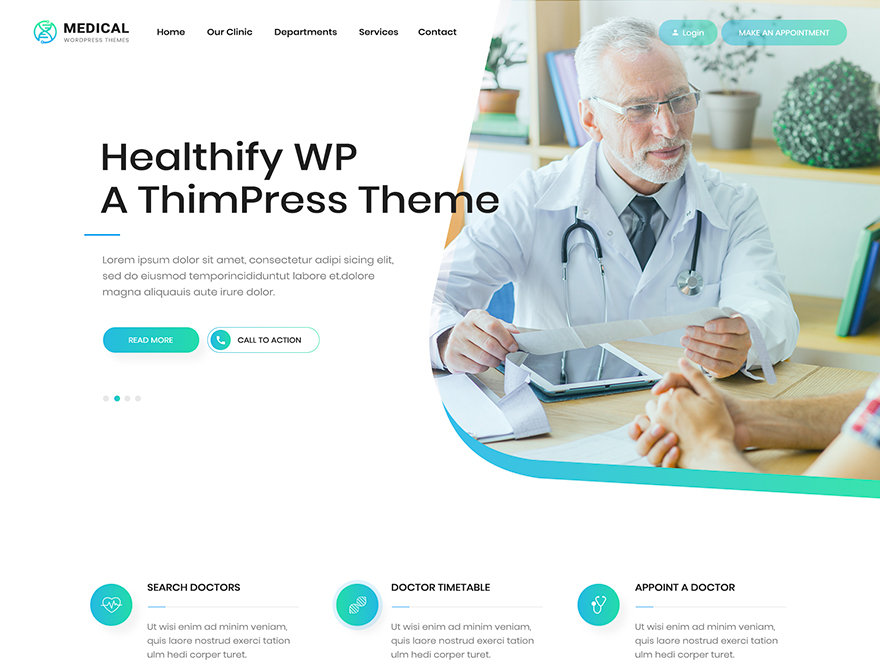 MEDICAL
WORDPRESS THEMES
Home
Our Clinic
Departments
Services
Contact
Login
MAKE AN APPOINTMENT
Healthify WP
A ThimPress Theme
Lorem ipsum dolor sit amet, consectetur adipi sicing elit,
sed do eiusmod temporincididuntut labore et.dolore
magna aliquauis aute irure dolor.
READ MORE
CALL TO ACTION
SEARCH DOCTORS
Ut wisi enim ad minim veniam,
quis laore nostrud exerci tation
ulm hedi corper turet.
DOCTOR TIMETABLE
Ut wisi enim ad minim veniam,
quis laore nostrud exerci tation
ulm hedi corper turet.
APPOINT A DOCTOR
Ut wisi enim ad minim veniam,
quis laore nostrud exerci tation
ulm hedi corper turet.